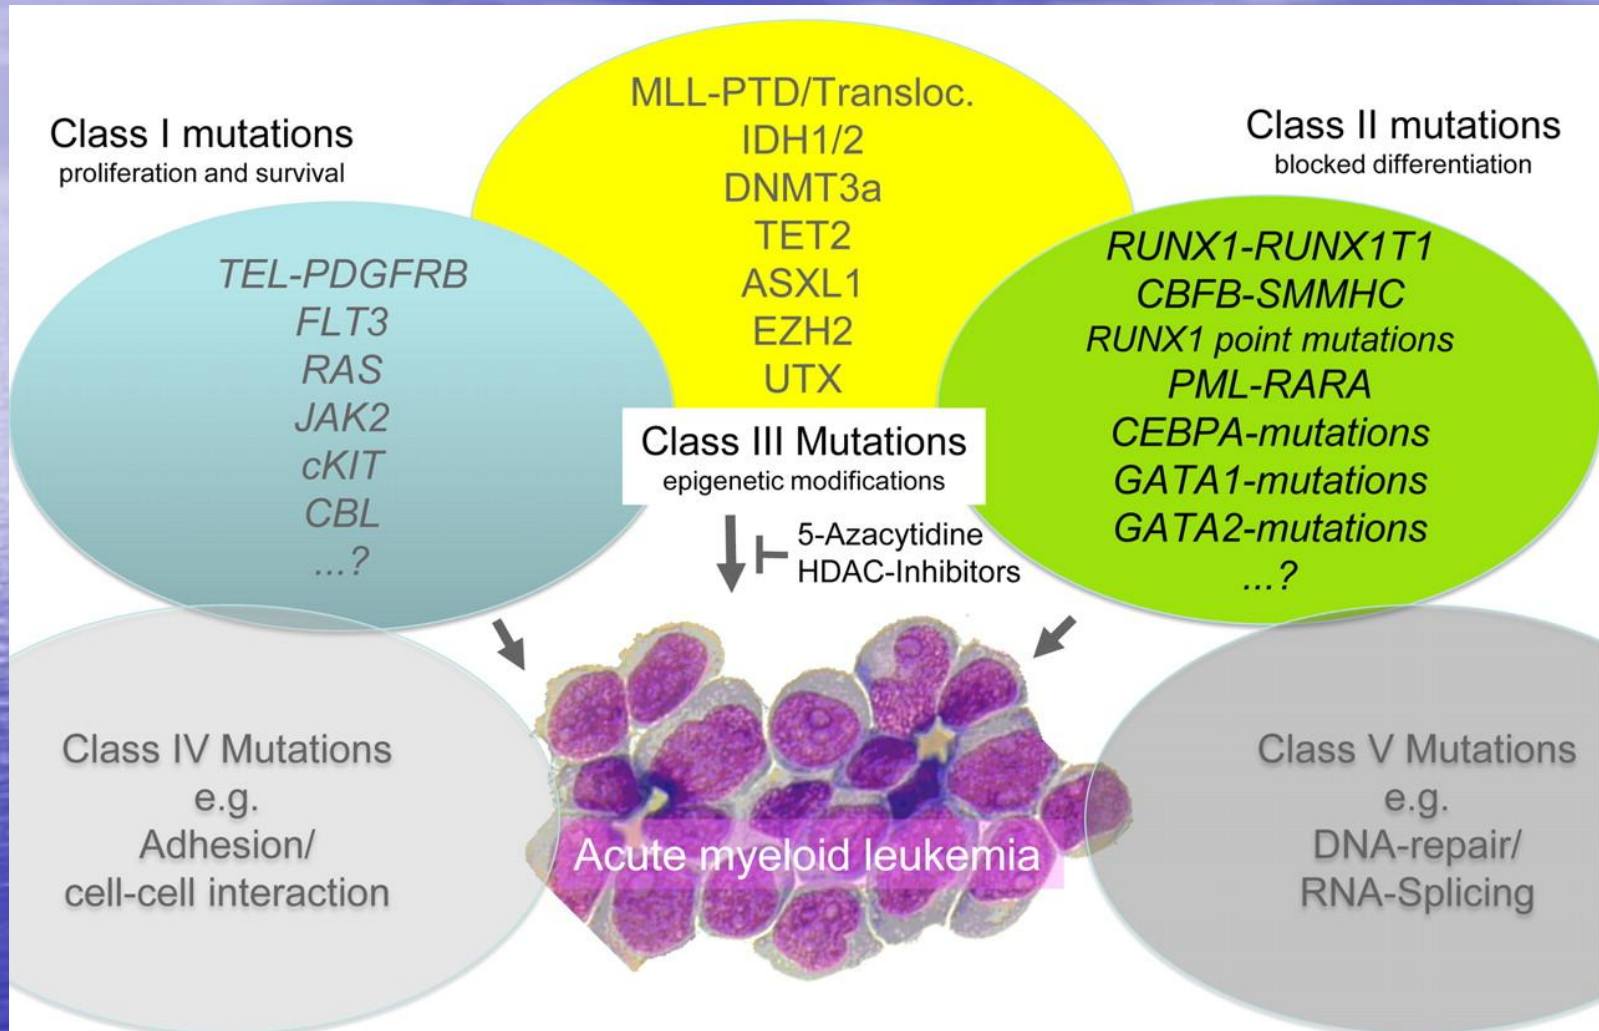 Class I mutations
proliferation and survival
TEL-PDGFRB
FLT3
RAS
JAK2
cKIT
CBL
...?
MLL-PTD/Transloc.
IDH1/2
DNMT3a
TET2
ASXL1
EZH2
UTX
Class III Mutations
epigenetic modifications
5-Azacytidine
HDAC-Inhibitors
Class II mutations
blocked differentiation
RUNX1-RUNX1T1
CBFB-SMMHC
RUNX1 point mutations
PML-RARA
CEBPA-mutations
GATA1-mutations
GATA2-mutations
...?
Class IV Mutations
e.g.
Adhesion/
cell-cell interaction
Acute myeloid leukemia
Class V Mutations
e.g.
DNA-repair/
RNA-Splicing